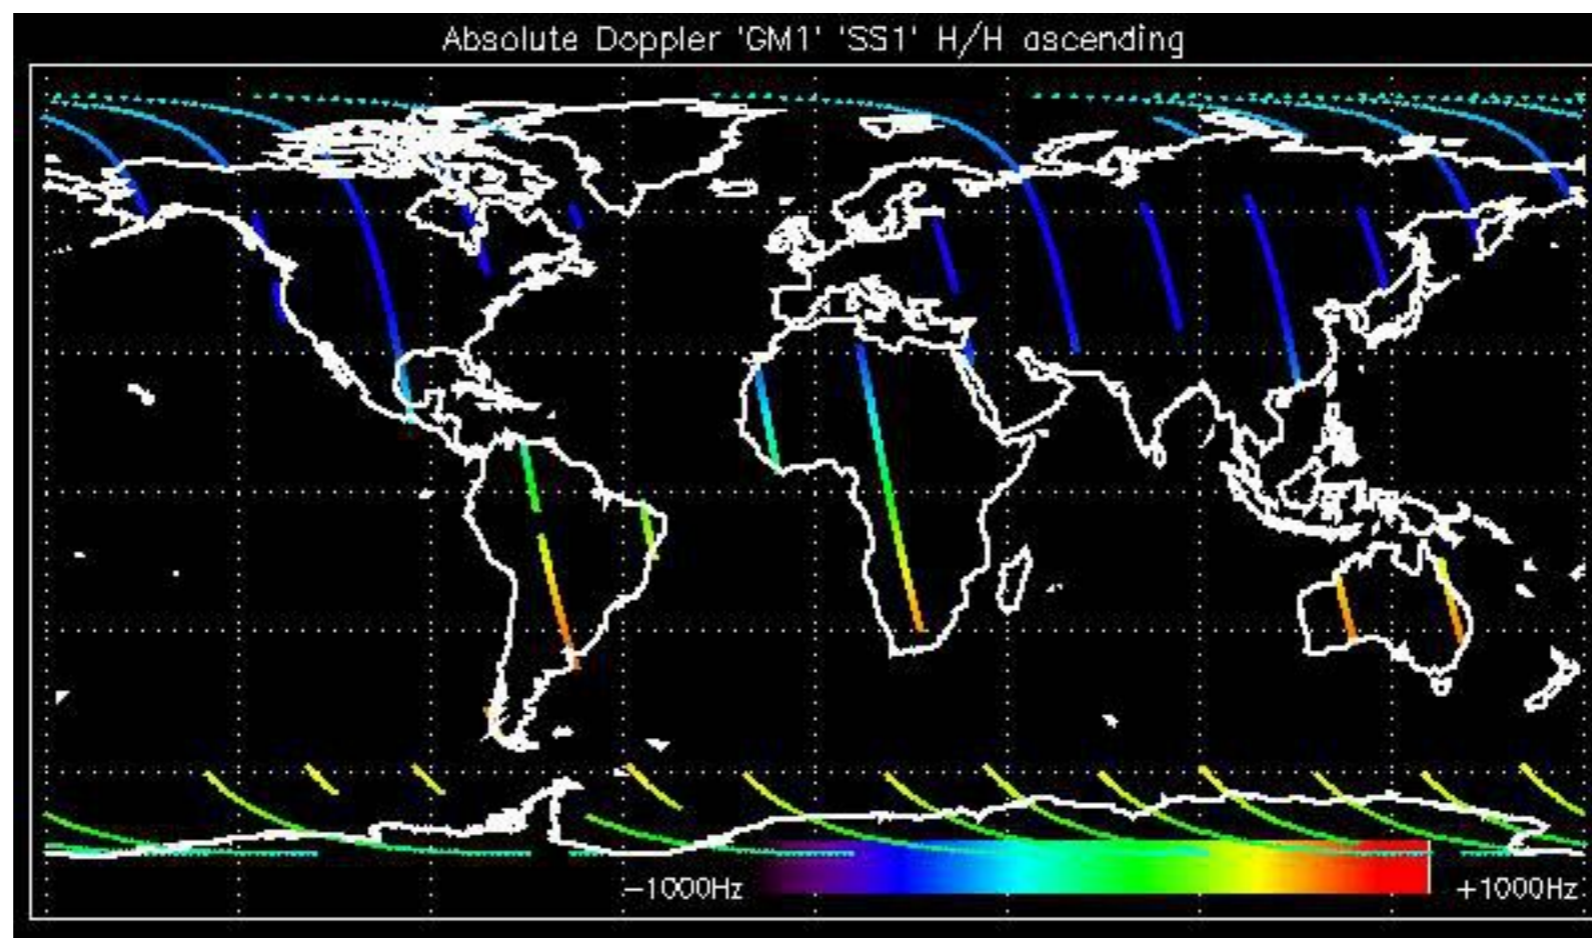 Absolute Doppler 'GM1' 'SS1' H/H ascending
−1000Hz
+1000Hz